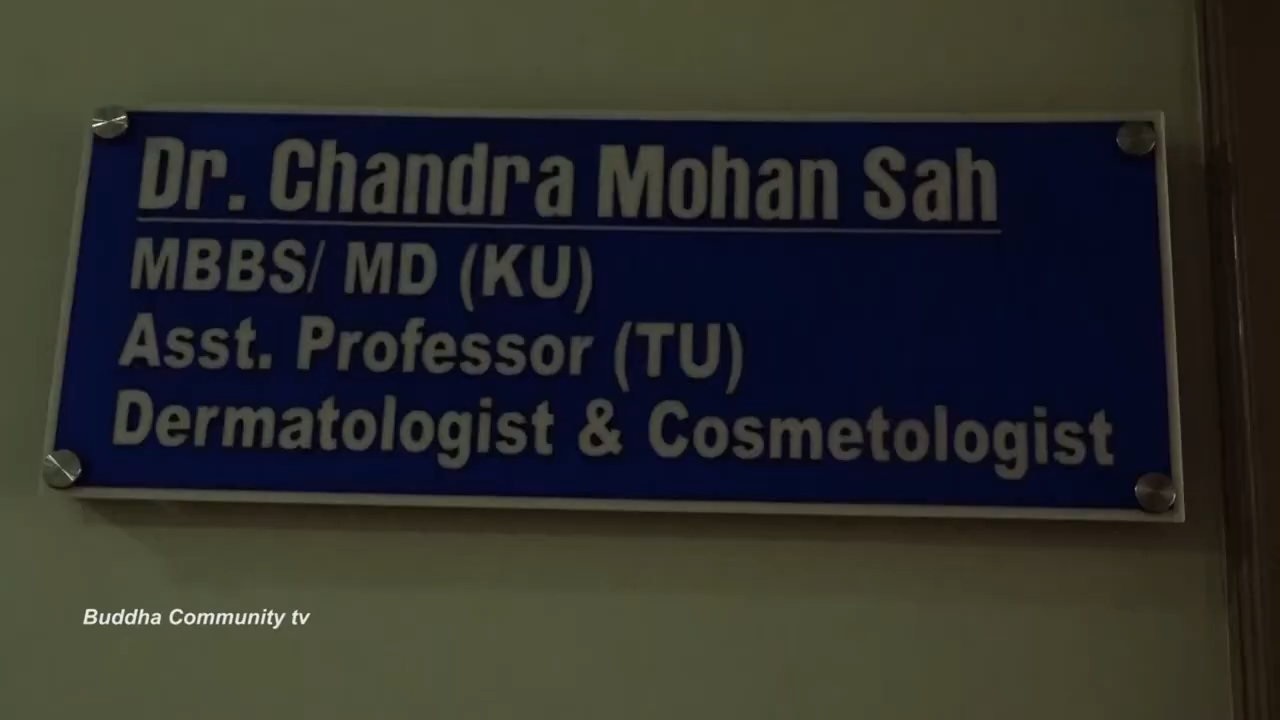 Dr. Chandra Mohan Sah
MBBS/ MD (KU)
Asst. Professor (TU)
Dermatologist & Cosmetologist
Buddha Community tv